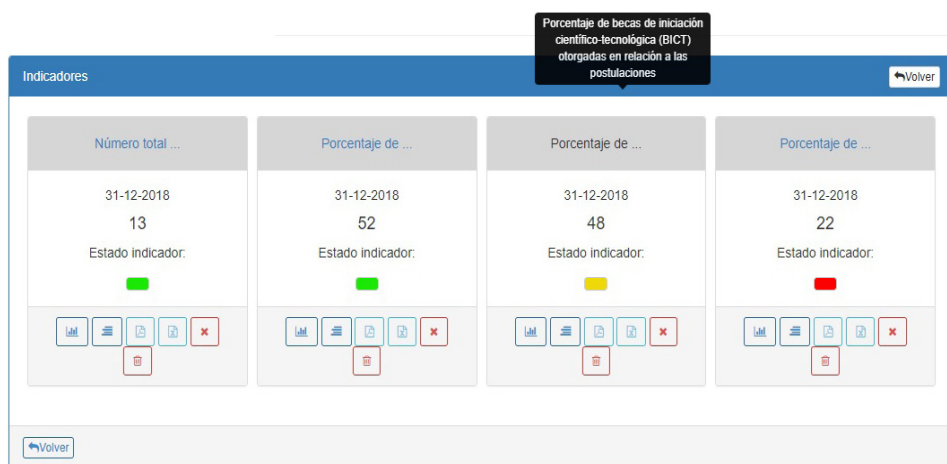 Porcentaje de becas de iniciación
científico-tecnológica (BICT)
otorgadas en relación a las
postulaciones
Indicadores
Volver
Número total ...
Porcentaje de ...
Porcentaje de ...
Porcentaje de ...
31-12-2018
31-12-2018
31-12-2018
31-12-2018
13
52
48
22
Estado indicador:
Estado indicador:
Estado indicador:
Estado indicador:
Volver